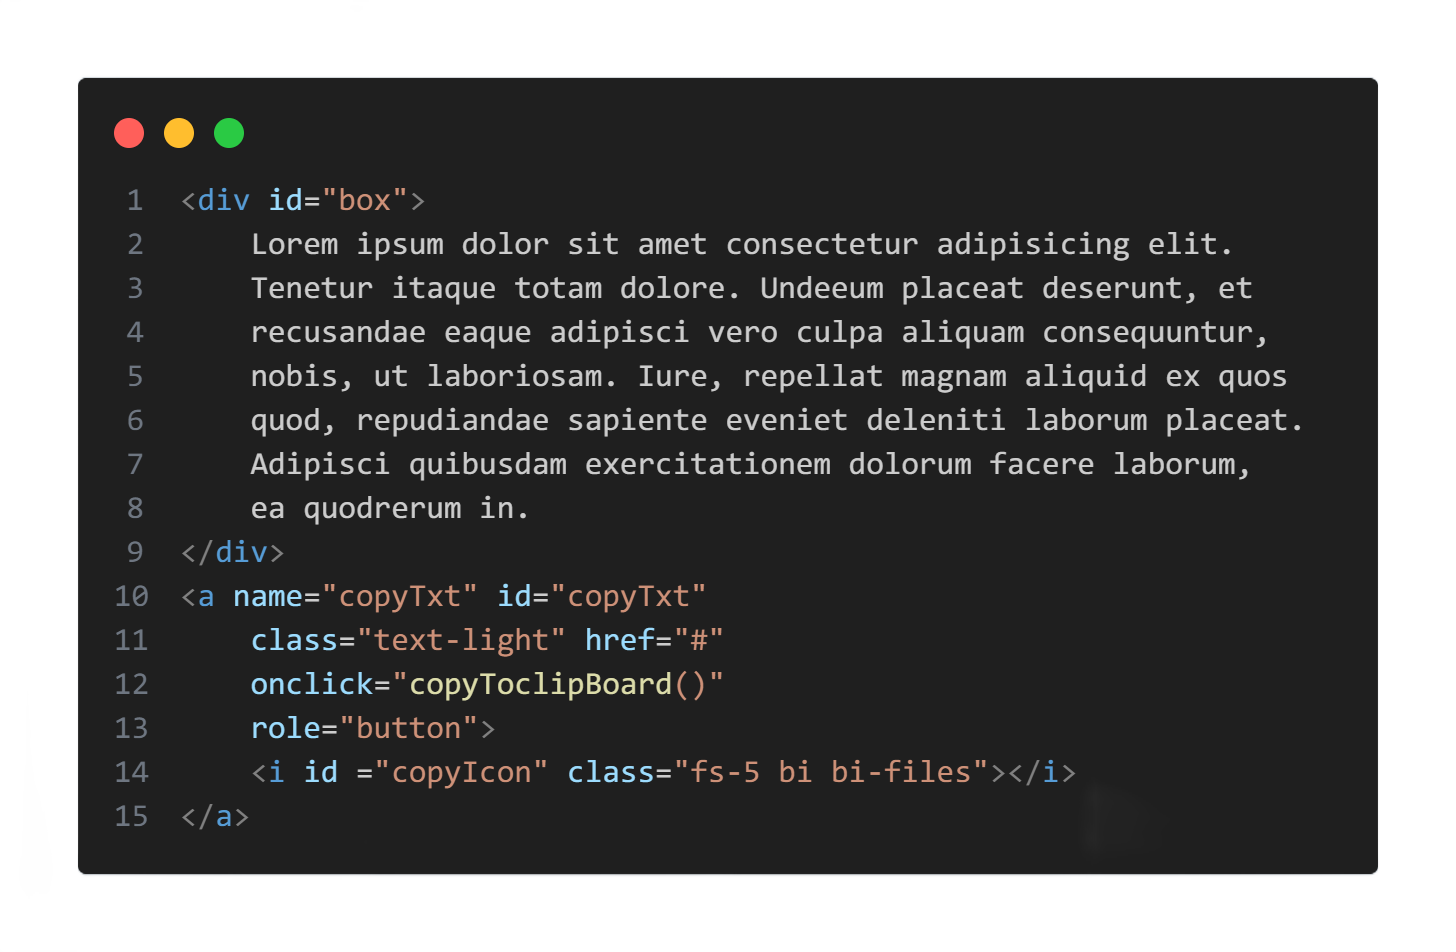 1 <div id="box">
2     Lorem ipsum dolor sit amet consectetur adipisicing elit.
3     Tenetur itaque totam dolore. Undeeum placeat deserunt, et
4     recusandae eaque adipisci vero culpa aliquam consequuntur,
5     nobis, ut laboriosam. Iure, repellat magnam aliquid ex quos
6     quod, repudiandae sapiente eveniet deleniti laborum placeat.
7     Adipisci quibusdam exercitationem dolorum facere laborum,
8     ea quodrerum in.
9 </div>
10 <a name="copyTxt" id="copyTxt"
11     class="text-light" href="#"
12     onclick="copyToclipBoard()"
13     role="button">
14     <i id ="copyIcon" class="fs-5 bi bi-files"></i>
15 </a>